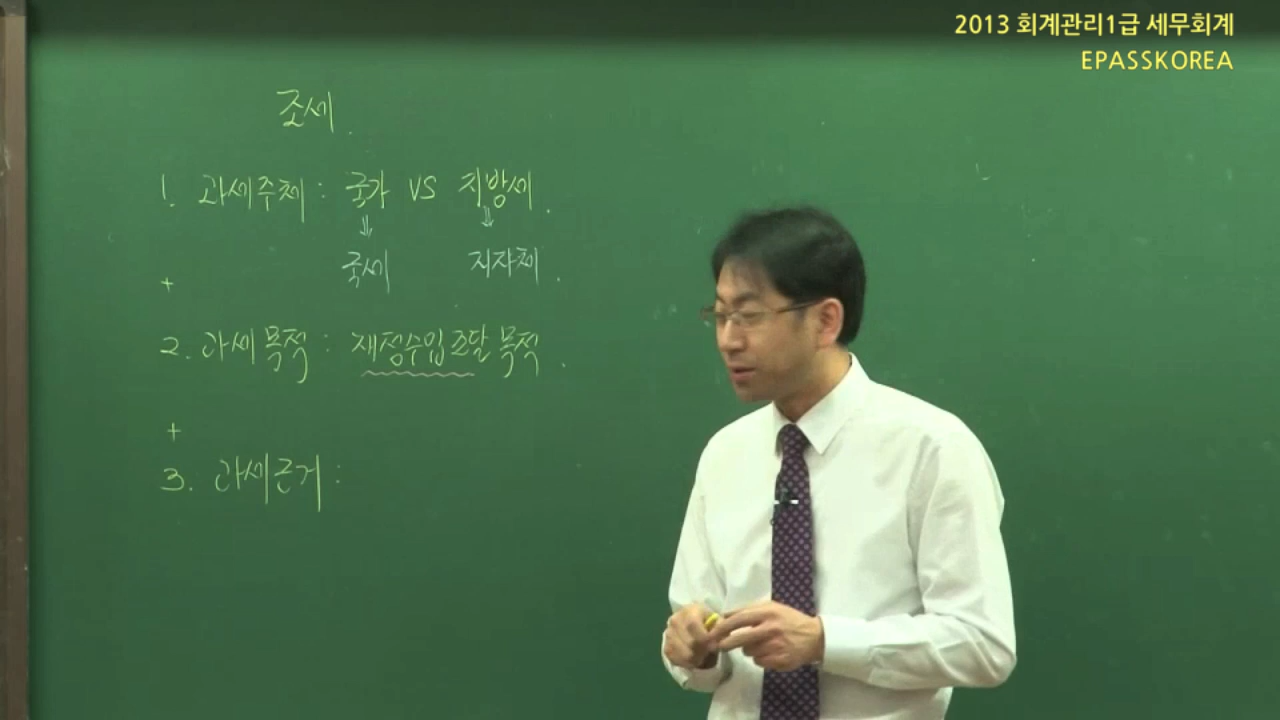 2013 회계관리1급 세무회계
EPASSKOREA
조세.
1. 과세주체 : 국가 VS 지방세.
⇓ ⇓
국세 지자체.
+
2. 과세목적 : 재정수입조달 목적.
+
3. 과세근거 :